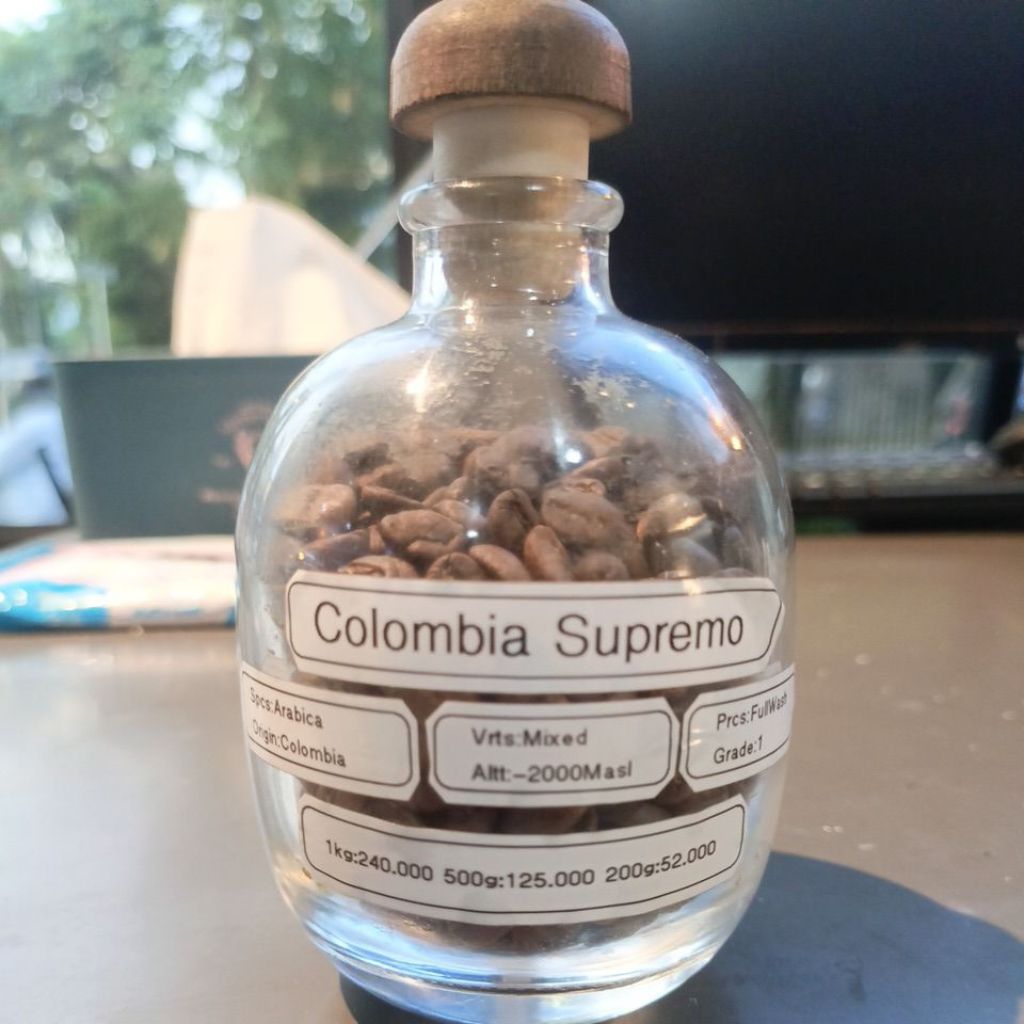 Colombia Supremo
Spcs:Arabica
Origin:Colombia
Vrts:Mixed
Altt:-2000Masl
Prcs:FullWash
Grade:1
1kg:240.000 500g:125.000 200g:52.000